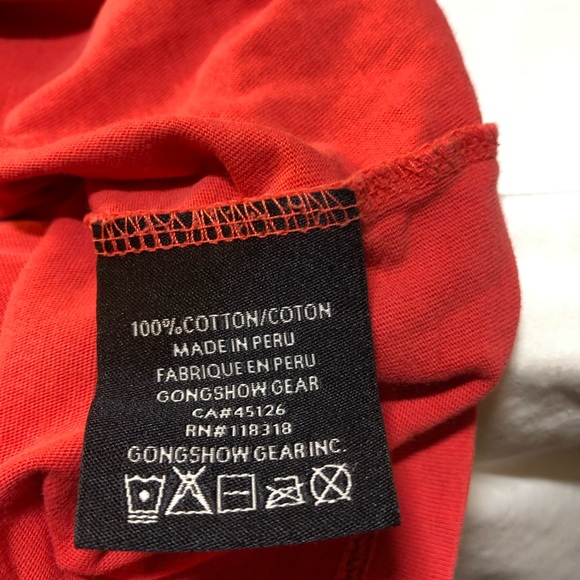 100%COTTON/COTON
MADE IN PERU
FABRIQUE EN PERU
GONGSHOW GEAR
CA#45126
RN#118318
GONGSHOW GEAR INC.